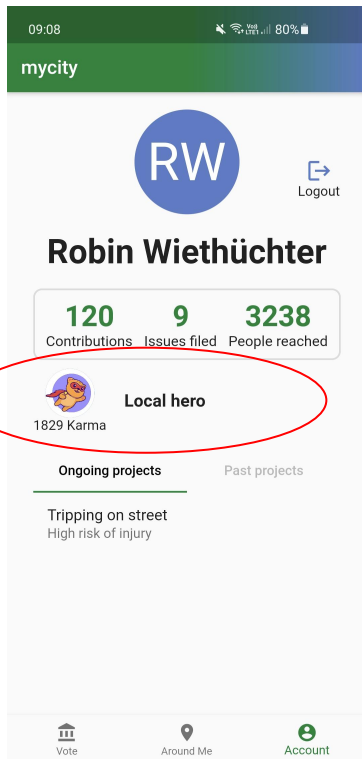 09:08 80%
mycity
RW
Logout
Robin Wiethüchter
120 9 3238
Contributions Issues filed People reached
Local hero
1829 Karma
Ongoing projects Past projects
Tripping on street
High risk of injury
Vote Around Me Account